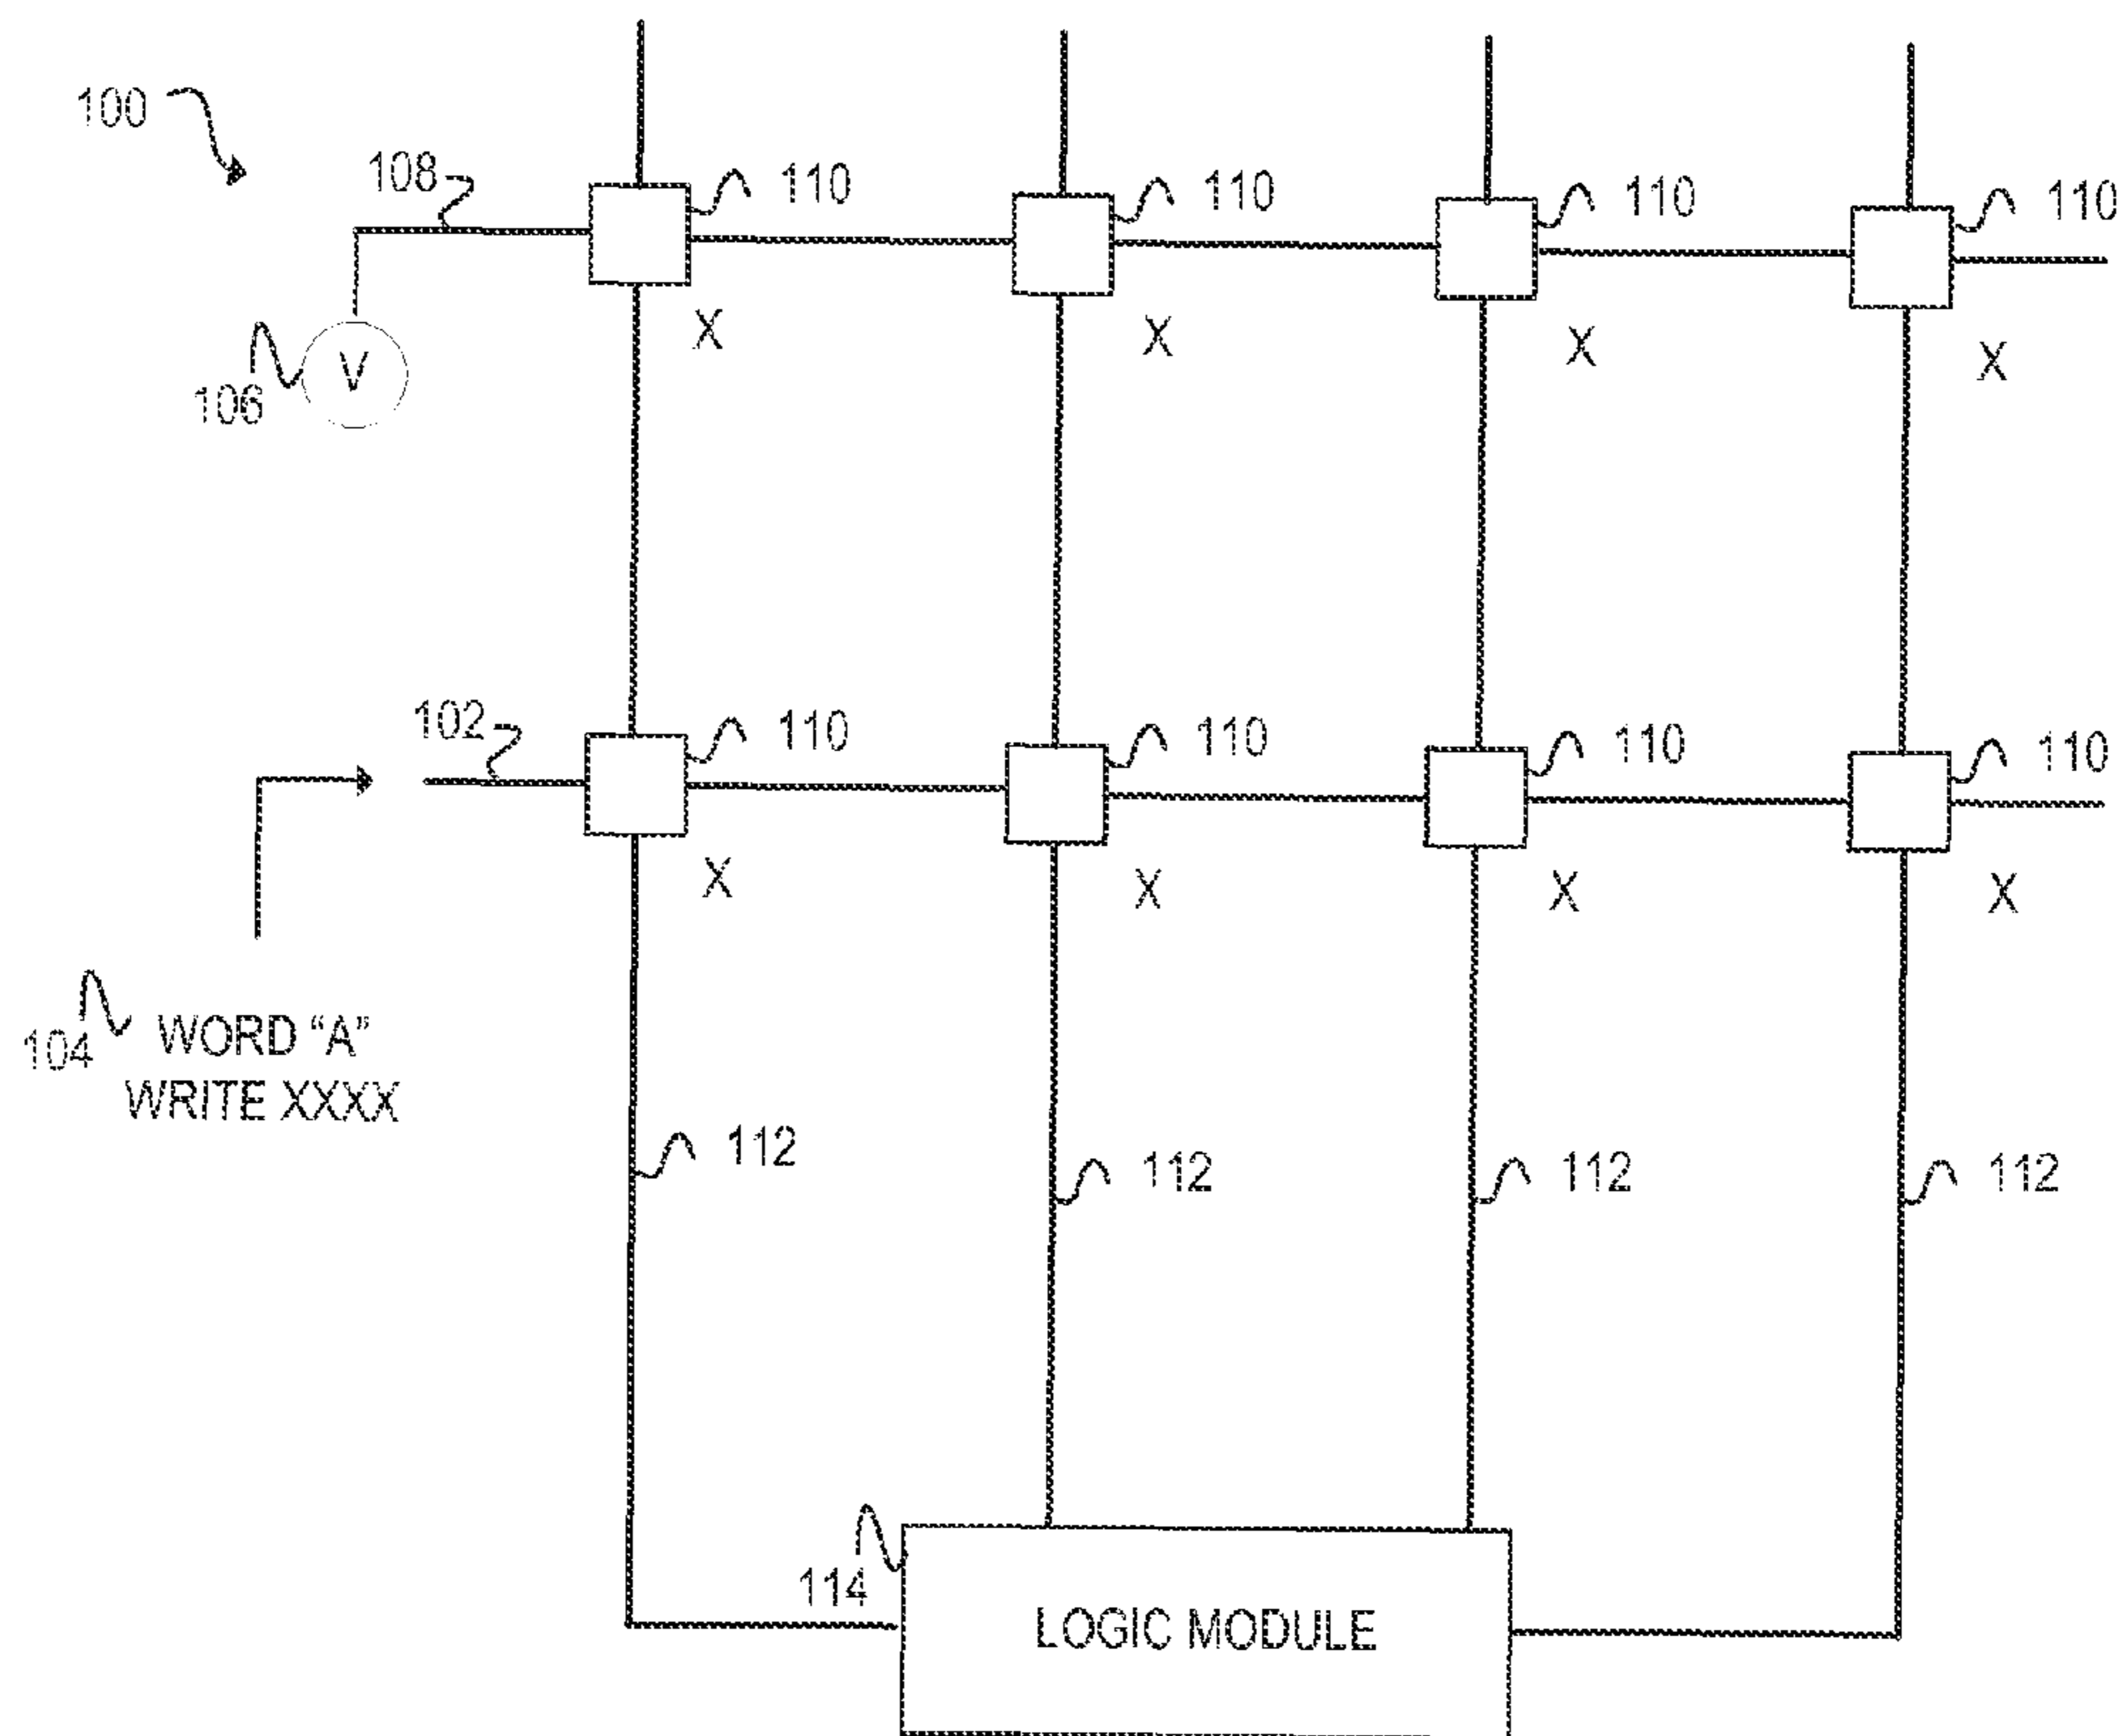 100
108
110 110 110 110
106
V
X X X X
102
110 110 110 110
X X X X
104
WORD “A”
WRITE XXXX
112 112 112 112
114
LOGIC MODULE